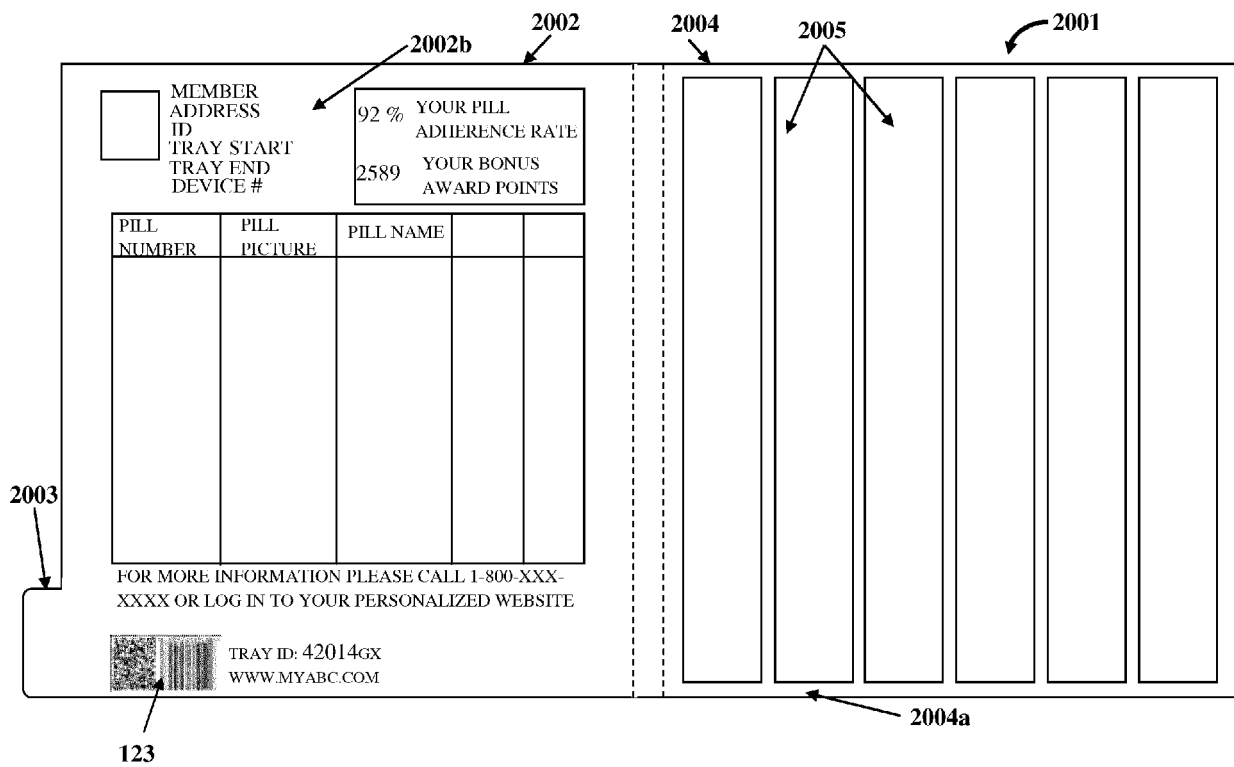 2002
2004
2005
2001
2002b
MEMBER
ADDRESS
ID
TRAY START
TRAY END
DEVICE #
92 % YOUR PILL
ADHERENCE RATE
2589 YOUR BONUS
AWARD POINTS
PILL
NUMBER
PILL
PICTURE
PILL NAME
2003
FOR MORE INFORMATION PLEASE CALL 1-800-XXX-
XXXX OR LOG IN TO YOUR PERSONALIZED WEBSITE
TRAY ID: 42014GX
WWW.MYABC.COM
2004a
123